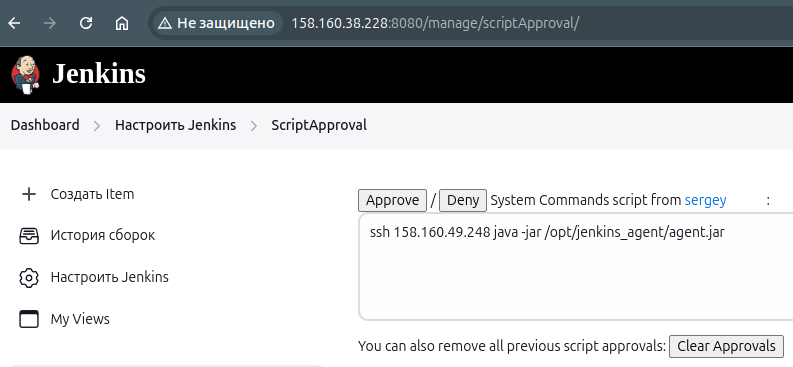 Не защищено 158.160.38.228:8080/manage/scriptApproval/
Jenkins
Dashboard > Настроить Jenkins > ScriptApproval
Создать Item
История сборок
Настроить Jenkins
My Views
Approve / Deny System Commands script from sergey :
ssh 158.160.49.248 java -jar /opt/jenkins_agent/agent.jar
You can also remove all previous script approvals: Clear Approvals